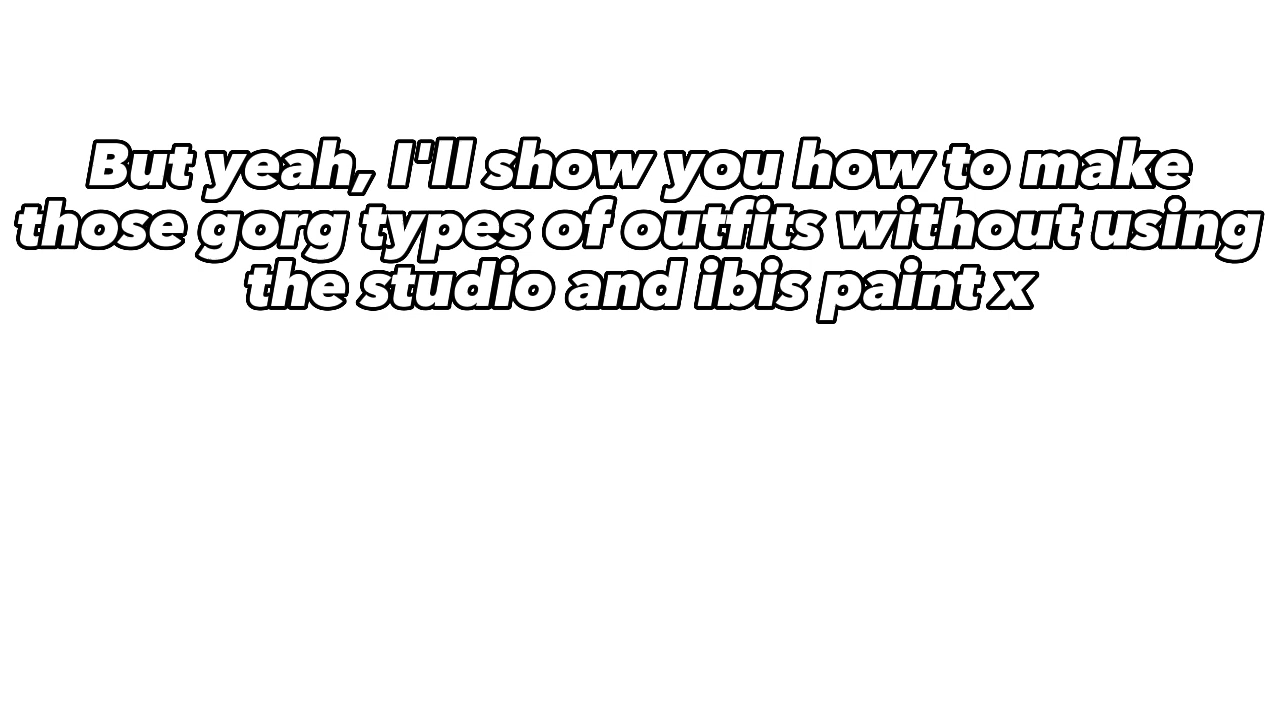 But yeah, I'll show you how to make
those gorg types of outfits without using
the studio and ibis paint x